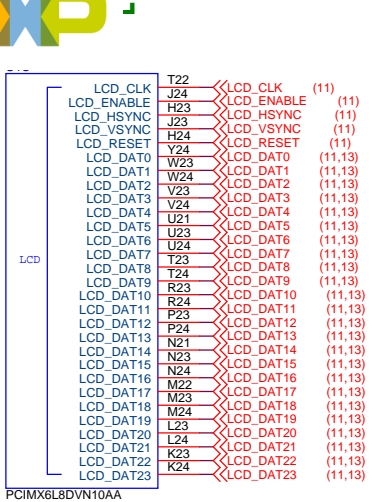 LCD_CLK T22 LCD_CLK (11)
LCD_ENABLE J24 LCD_ENABLE (11)
LCD_HSYNC H23 LCD_HSYNC (11)
LCD_VSYNC J23 LCD_VSYNC (11)
LCD_RESET H24 LCD_RESET (11)
LCD_DAT0 Y24 LCD_DAT0 (11,13)
LCD_DAT1 W23 LCD_DAT1 (11,13)
LCD_DAT2 W24 LCD_DAT2 (11,13)
LCD_DAT3 V23 LCD_DAT3 (11,13)
LCD_DAT4 V24 LCD_DAT4 (11,13)
LCD_DAT5 U21 LCD_DAT5 (11,13)
LCD_DAT6 U23 LCD_DAT6 (11,13)
LCD_DAT7 U24 LCD_DAT7 (11,13)
LCD
LCD_DAT8 T23 LCD_DAT8 (11,13)
LCD_DAT9 T24 LCD_DAT9 (11,13)
LCD_DAT10 R23 LCD_DAT10 (11,13)
LCD_DAT11 R24 LCD_DAT11 (11,13)
LCD_DAT12 P23 LCD_DAT12 (11,13)
LCD_DAT13 P24 LCD_DAT13 (11,13)
LCD_DAT14 N21 LCD_DAT14 (11,13)
LCD_DAT15 N23 LCD_DAT15 (11,13)
LCD_DAT16 N24 LCD_DAT16 (11,13)
LCD_DAT17 M22 LCD_DAT17 (11,13)
LCD_DAT18 M23 LCD_DAT18 (11,13)
LCD_DAT19 M24 LCD_DAT19 (11,13)
LCD_DAT20 L23 LCD_DAT20 (11,13)
LCD_DAT21 L24 LCD_DAT21 (11,13)
LCD_DAT22 K23 LCD_DAT22 (11,13)
LCD_DAT23 K24 LCD_DAT23 (11,13)
PCIMX6L8DVN10AA